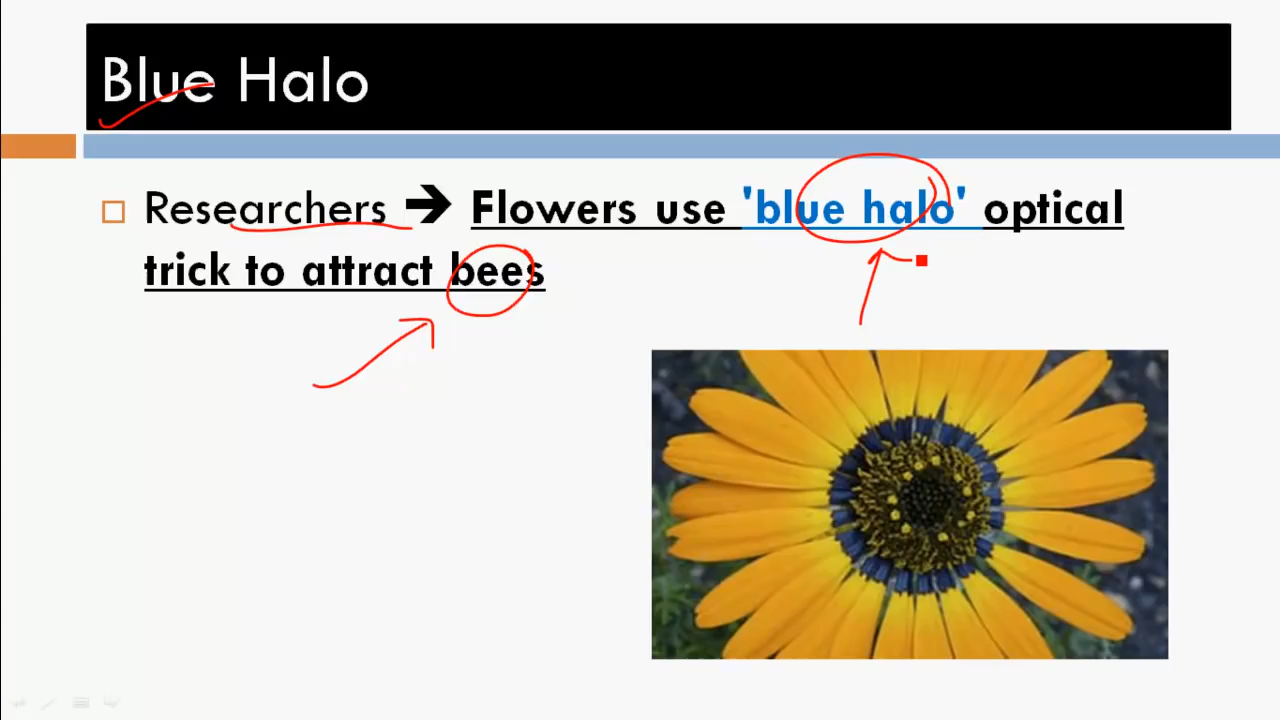 Blue Halo
Researchers → Flowers use 'blue halo' optical
trick to attract bees